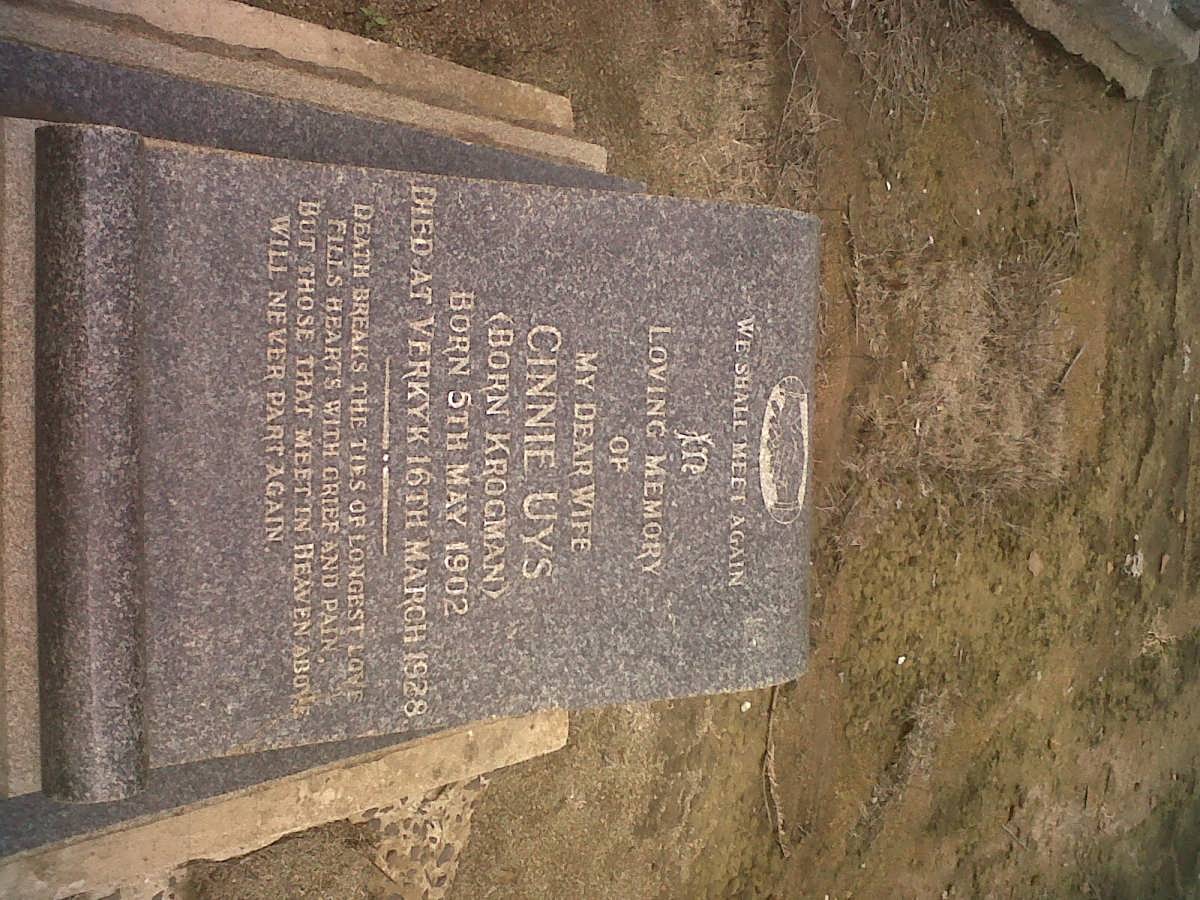 WE SHALL MEET AGAIN
In
LOVING MEMORY
OF
MY DEAR WIFE
CINNIE UYS
(BORN KROGMAN)
BORN 5TH MAY 1902
DIED AT VERKYK 16TH MARCH 1928
DEATH BREAKS THE TIES OF LONGEST LOVE
FILLS HEART'S WITH GRIEF AND PAIN,
BUT THOSE THAT MEET IN HEAVEN ABOVE
WILL NEVER PART AGAIN.